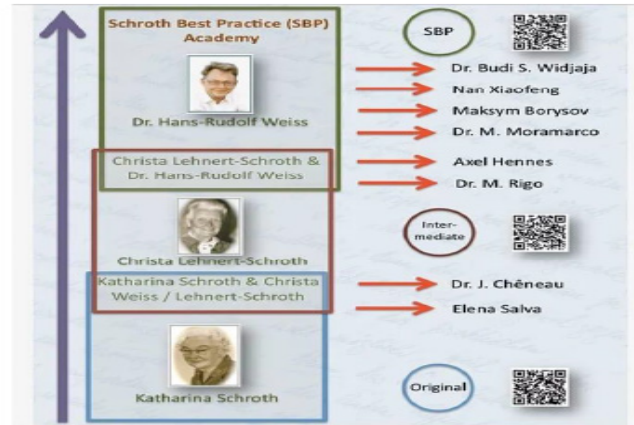 Schroth Best Practice (SBP)
Academy
SBP
Dr. Budi S. Widjaja
Nan Xiaofeng
Maksym Borysov
Dr. M. Moramarco
Dr. Hans-Rudolf Weiss
Christa Lehnert-Schroth &
Dr. Hans-Rudolf Weiss
Axel Hennes
Dr. M. Rigo
Inter-
mediate
Christa Lehnert-Schroth
Katharina Schroth & Christa
Weiss / Lehnert-Schroth
Dr. J. Chêneau
Elena Salva
Original
Katharina Schroth